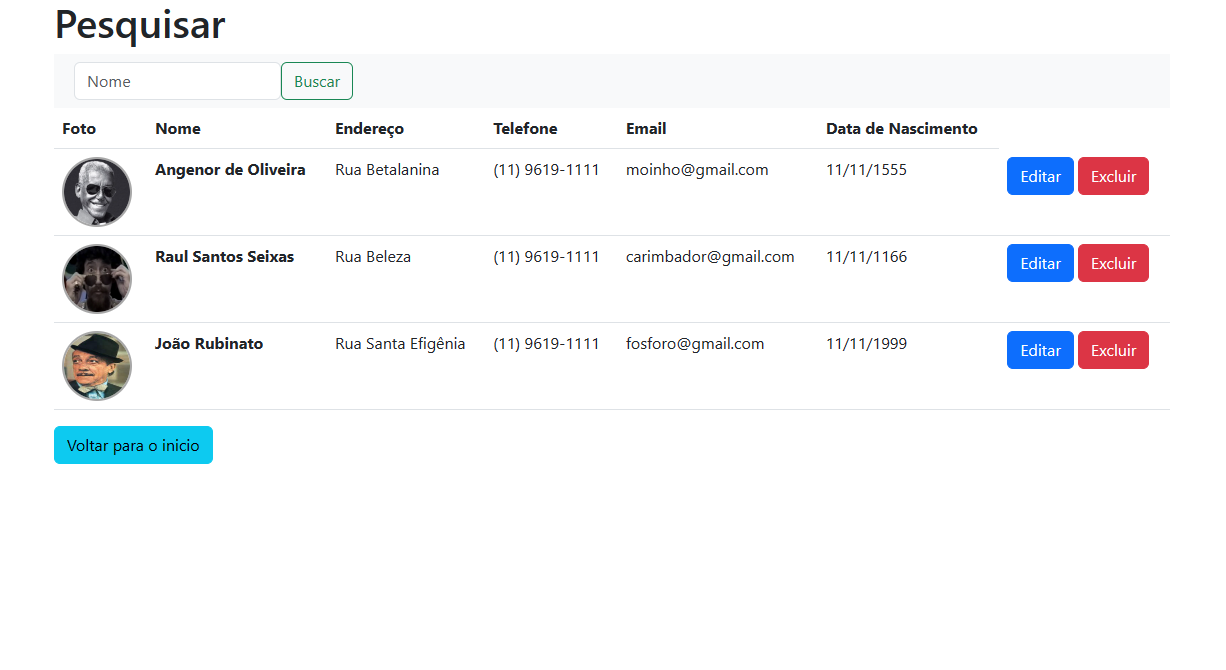 Pesquisar
Nome Buscar
Foto Nome Endereço Telefone Email Data de Nascimento
Angenor de Oliveira Rua Betalanina (11) 9619-1111 moinho@gmail.com 11/11/1555 Editar Excluir
Raul Santos Seixas Rua Beleza (11) 9619-1111 carimbador@gmail.com 11/11/1166 Editar Excluir
João Rubinato Rua Santa Efigênia (11) 9619-1111 fosforo@gmail.com 11/11/1999 Editar Excluir
Voltar para o inicio